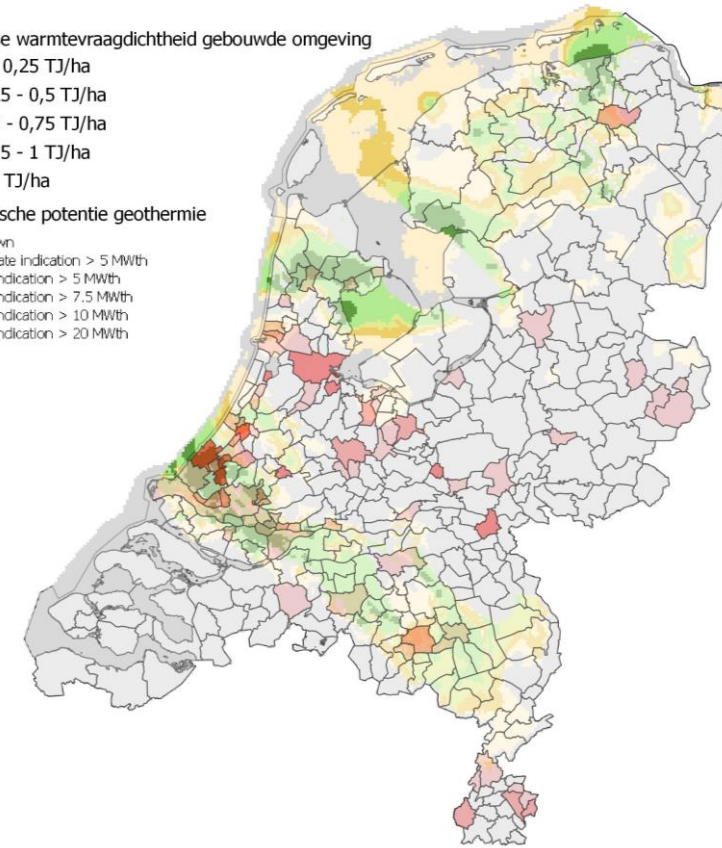 e warmtevraagdichtheid gebouwde omgeving
0,25 TJ/ha
5 - 0,5 TJ/ha
- 0,75 TJ/ha
5 - 1 TJ/ha
TJ/ha
sche potentie geothermie
wn
ate indication > 5 MWth
ndication > 5 MWth
ndication > 7.5 MWth
ndication > 10 MWth
ndication > 20 MWth